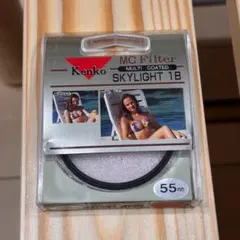 Kenko
MC Filter
MULTI COATED
SKYLIGHT 1B
55mm